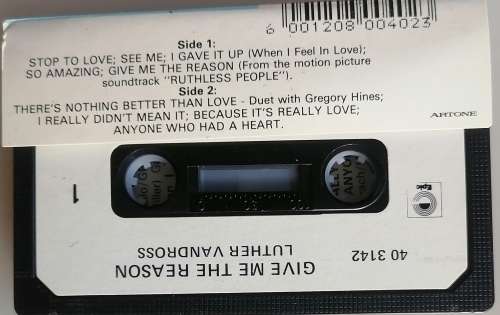 6 001208 004023
Side 1:
STOP TO LOVE; SEE ME; I GAVE IT UP (When I Feel In Love);
SO AMAZING; GIVE ME THE REASON (From the motion picture
soundtrack "RUTHLESS PEOPLE").
Side 2:
THERE'S NOTHING BETTER THAN LOVE - Duet with Gregory Hines;
I REALLY DIDN'T MEAN IT; BECAUSE IT'S REALLY LOVE;
ANYONE WHO HAD A HEART.
ARTONE
1
Epic
40 3142
GIVE ME THE REASON
LUTHER VANDROSS